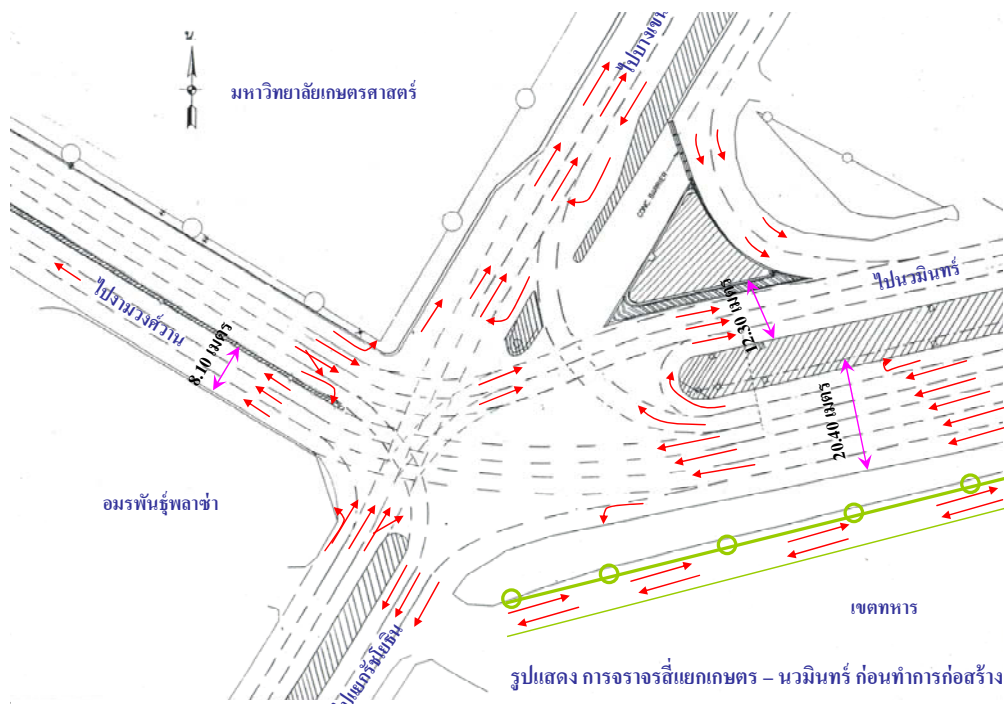 น
มหาวิทยาลัยเกษตรศาสตร์
ไปบางเขน
CONC. BARRIER
ไปนวมินทร์
12.30 เมตร
ไปงามวงศ์วาน
8.10 เมตร
20.40 เมตร
อมรพันธุ์พลาซ่า
เขตทหาร
ไปแยกรัชโยธิน
รูปแสดง การจราจรสี่แยกเกษตร – นวมินทร์ ก่อนทำการก่อสร้าง